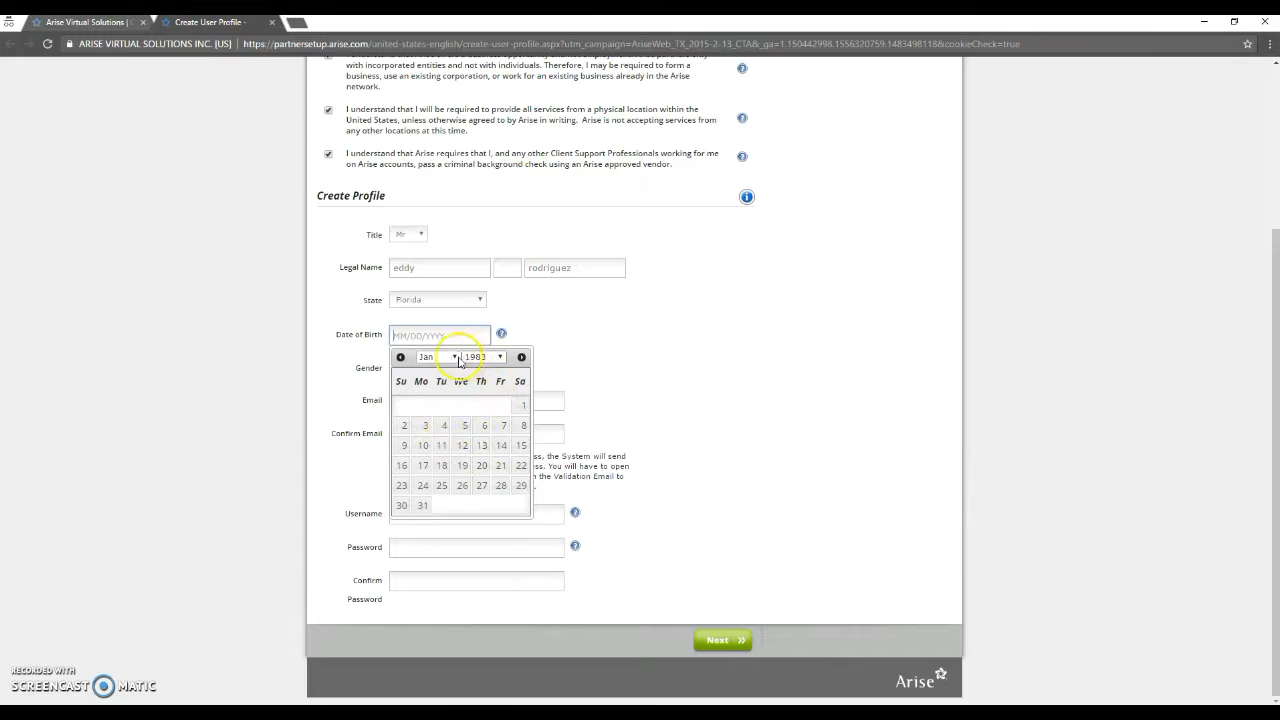 Arise Virtual Solutions | C
Create User Profile -
ARISE VIRTUAL SOLUTIONS INC. [US]
https://partnersetup.arise.com/united-states-english/create-user-profile.aspx?utm_campaign=AriseWeb_TX_2015-2-13_CTA&_ga=1.150442998.1556320759.1483498118&cookieCheck=true
with incorporated entities and not with individuals. Therefore, I may be required to form a
business, use an existing corporation, or work for an existing business already in the Arise
network.
I understand that I will be required to provide all services from a physical location within the
United States, unless otherwise agreed to by Arise in writing. Arise is not accepting services from
any other locations at this time.
I understand that Arise requires that I, and any other Client Support Professionals working for me
on Arise accounts, pass a criminal background check using an Arise approved vendor.
Create Profile
Title Mr
Legal Name eddy rodriguez
State Florida
Date of Birth MM/DD/YYYY
Jan 1983
Gender
Su Mo Tu We Th Fr Sa
Email
1
2 3 4 5 6 7 8
Confirm Email
9 10 11 12 13 14 15
ss, the System will send
16 17 18 19 20 21 22
ess. You will have to open
n the Validation Email to
23 24 25 26 27 28 29
30 31
Username
Password
Confirm
Password
Next
Arise
RECORDED WITH
SCREENCAST MATIC